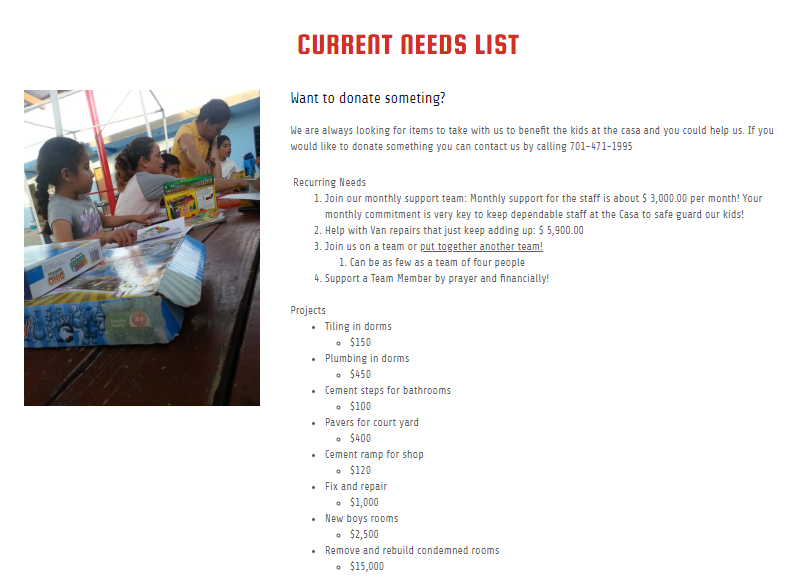 CURRENT NEEDS LIST
Want to donate someting?
We are always looking for items to take with us to benefit the kids at the casa and you could help us. If you
would like to donate something you can contact us by calling 701-471-1995
Recurring Needs
1. Join our monthly support team: Monthly support for the staff is about $ 3,000.00 per month! Your
monthly commitment is very key to keep dependable staff at the Casa to safe guard our kids!
2. Help with Van repairs that just keep adding up: $ 5,900.00
3. Join us on a team or put together another team!
1. Can be as few as a team of four people
4. Support a Team Member by prayer and financially!
Projects
• Tiling in dorms
◦ $150
• Plumbing in dorms
◦ $450
• Cement steps for bathrooms
◦ $100
• Pavers for court yard
◦ $400
• Cement ramp for shop
◦ $120
• Fix and repair
◦ $1,000
• New boys rooms
◦ $2,500
• Remove and rebuild condemned rooms
◦ $15,000